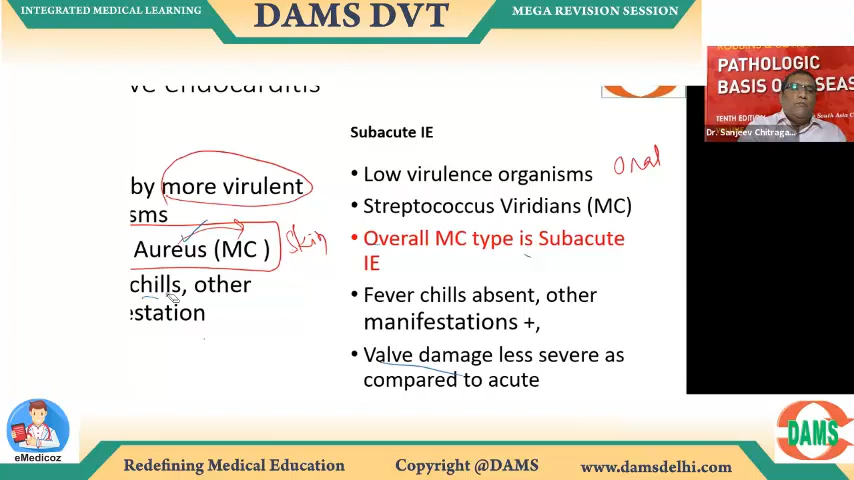 INTEGRATED MEDICAL LEARNING
DAMS DVT
MEGA REVISION SESSION
ve endocarditis
by more virulent
sms
Aureus (MC )
Skin
chills, other
estation
Subacute IE
• Low virulence organisms
oral
• Streptococcus Viridians (MC)
• Overall MC type is Subacute
IE
• Fever chills absent, other
manifestations +,
• Valve damage less severe as
compared to acute
PATHOLOGIC
BASIS OF
TENTH EDITION
South Asia
Dr. Sanjeev Chitraga...
eMedicoz
DAMS
Redefining Medical Education
Copyright @DAMS
www.damsdelhi.com